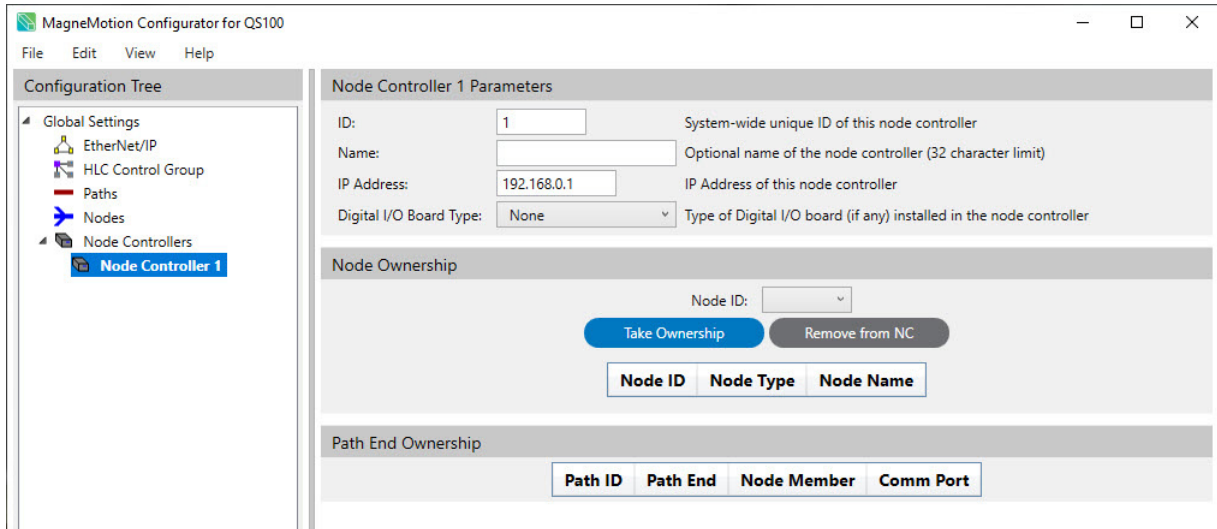 MagneMotion Configurator for QS100
File Edit View Help
Configuration Tree
Global Settings
EtherNet/IP
HLC Control Group
Paths
Nodes
Node Controllers
Node Controller 1
Node Controller 1 Parameters
ID: 1 System-wide unique ID of this node controller
Name: Optional name of the node controller (32 character limit)
IP Address: 192.168.0.1 IP Address of this node controller
Digital I/O Board Type: None Type of Digital I/O board (if any) installed in the node controller
Node Ownership
Node ID:
Take Ownership Remove from NC
Node ID Node Type Node Name
Path End Ownership
Path ID Path End Node Member Comm Port